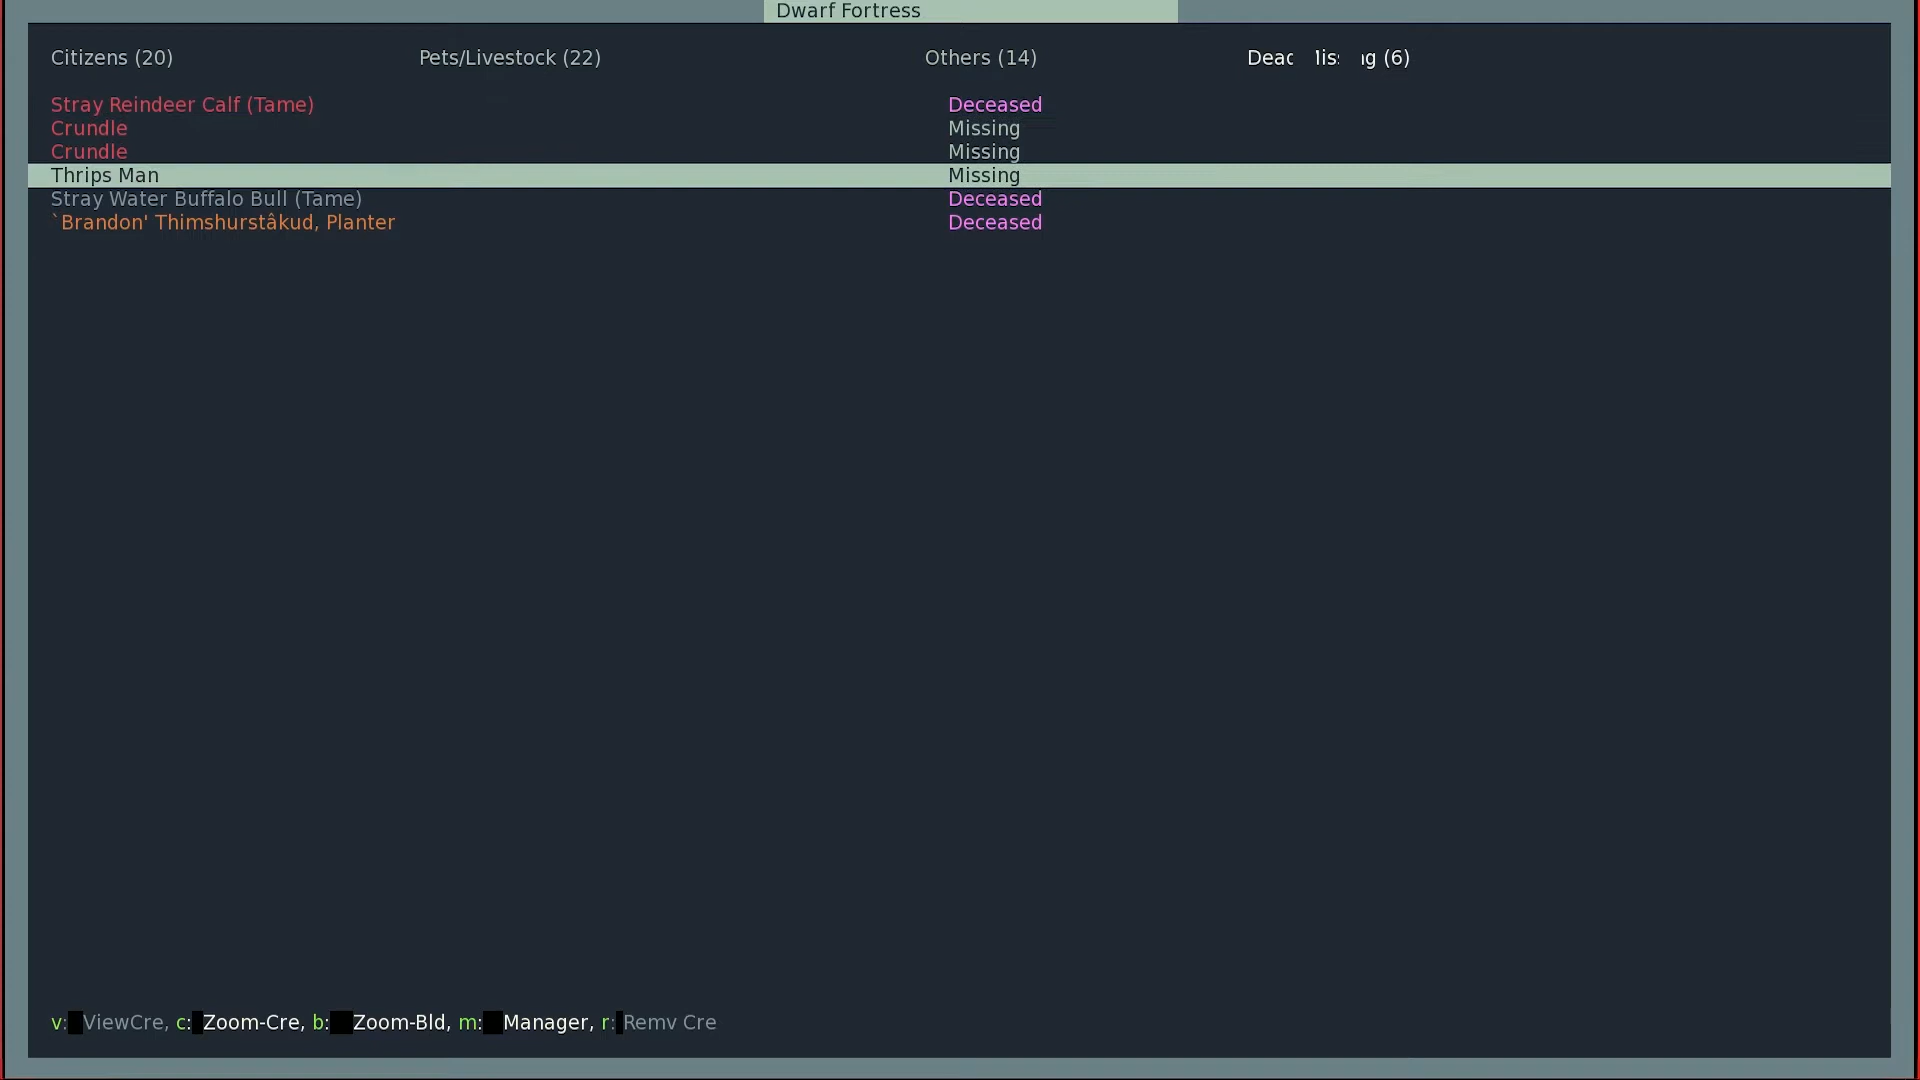 Dwarf Fortress
Citizens (20) Pets/Livestock (22) Others (14) (6)
Stray Reindeer Calf (Tame) Deceased
Crundle Missing
Crundle Missing
Thrips Man Missing
Stray Water Buffalo Bull (Tame) Deceased
`Brandon' Thimshurstâkud, Planter Deceased
v: ViewCre, c: Zoom-Cre, b: Zoom-Bld, m: Manager, r: Remv Cre